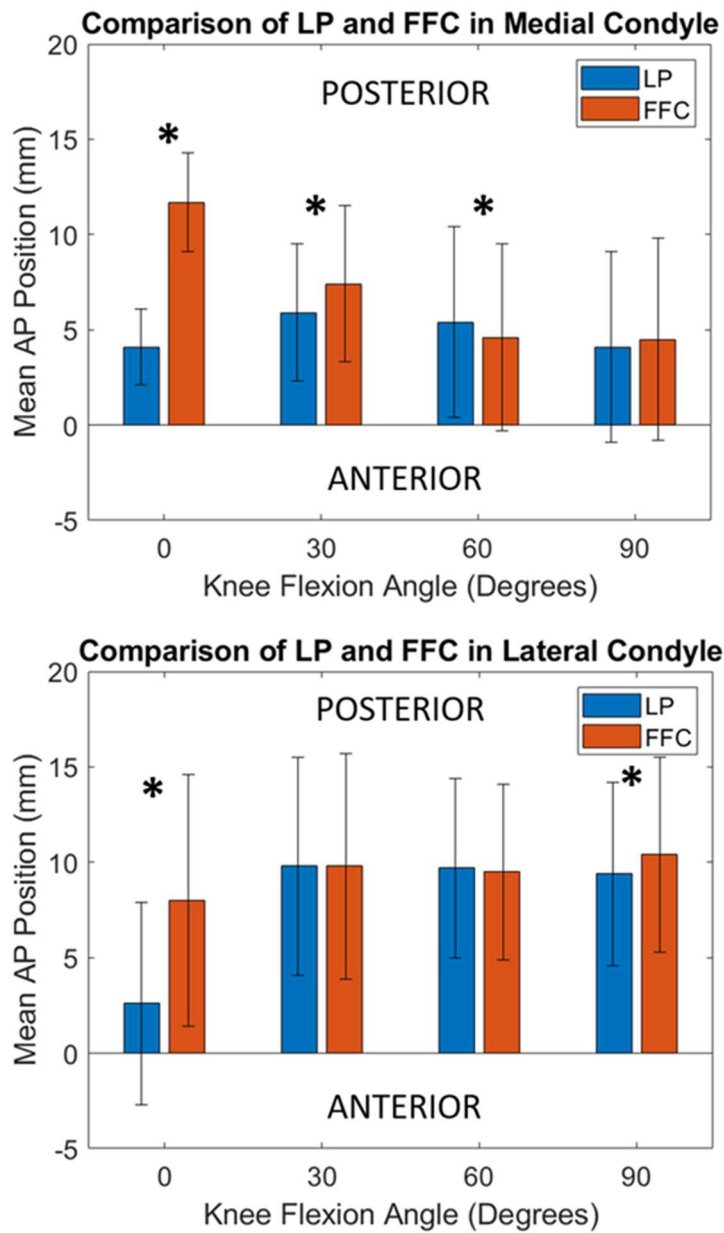 Comparison of LP and FFC in Medial Condyle
20
POSTERIOR
LP
FFC
*
15
*
*
10
5
0
ANTERIOR
-5
0 30 60 90
Knee Flexion Angle (Degrees)
Mean AP Position (mm)
Comparison of LP and FFC in Lateral Condyle
20
POSTERIOR
LP
FFC
*
*
15
10
5
0
ANTERIOR
-5
0 30 60 90
Knee Flexion Angle (Degrees)
Mean AP Position (mm)